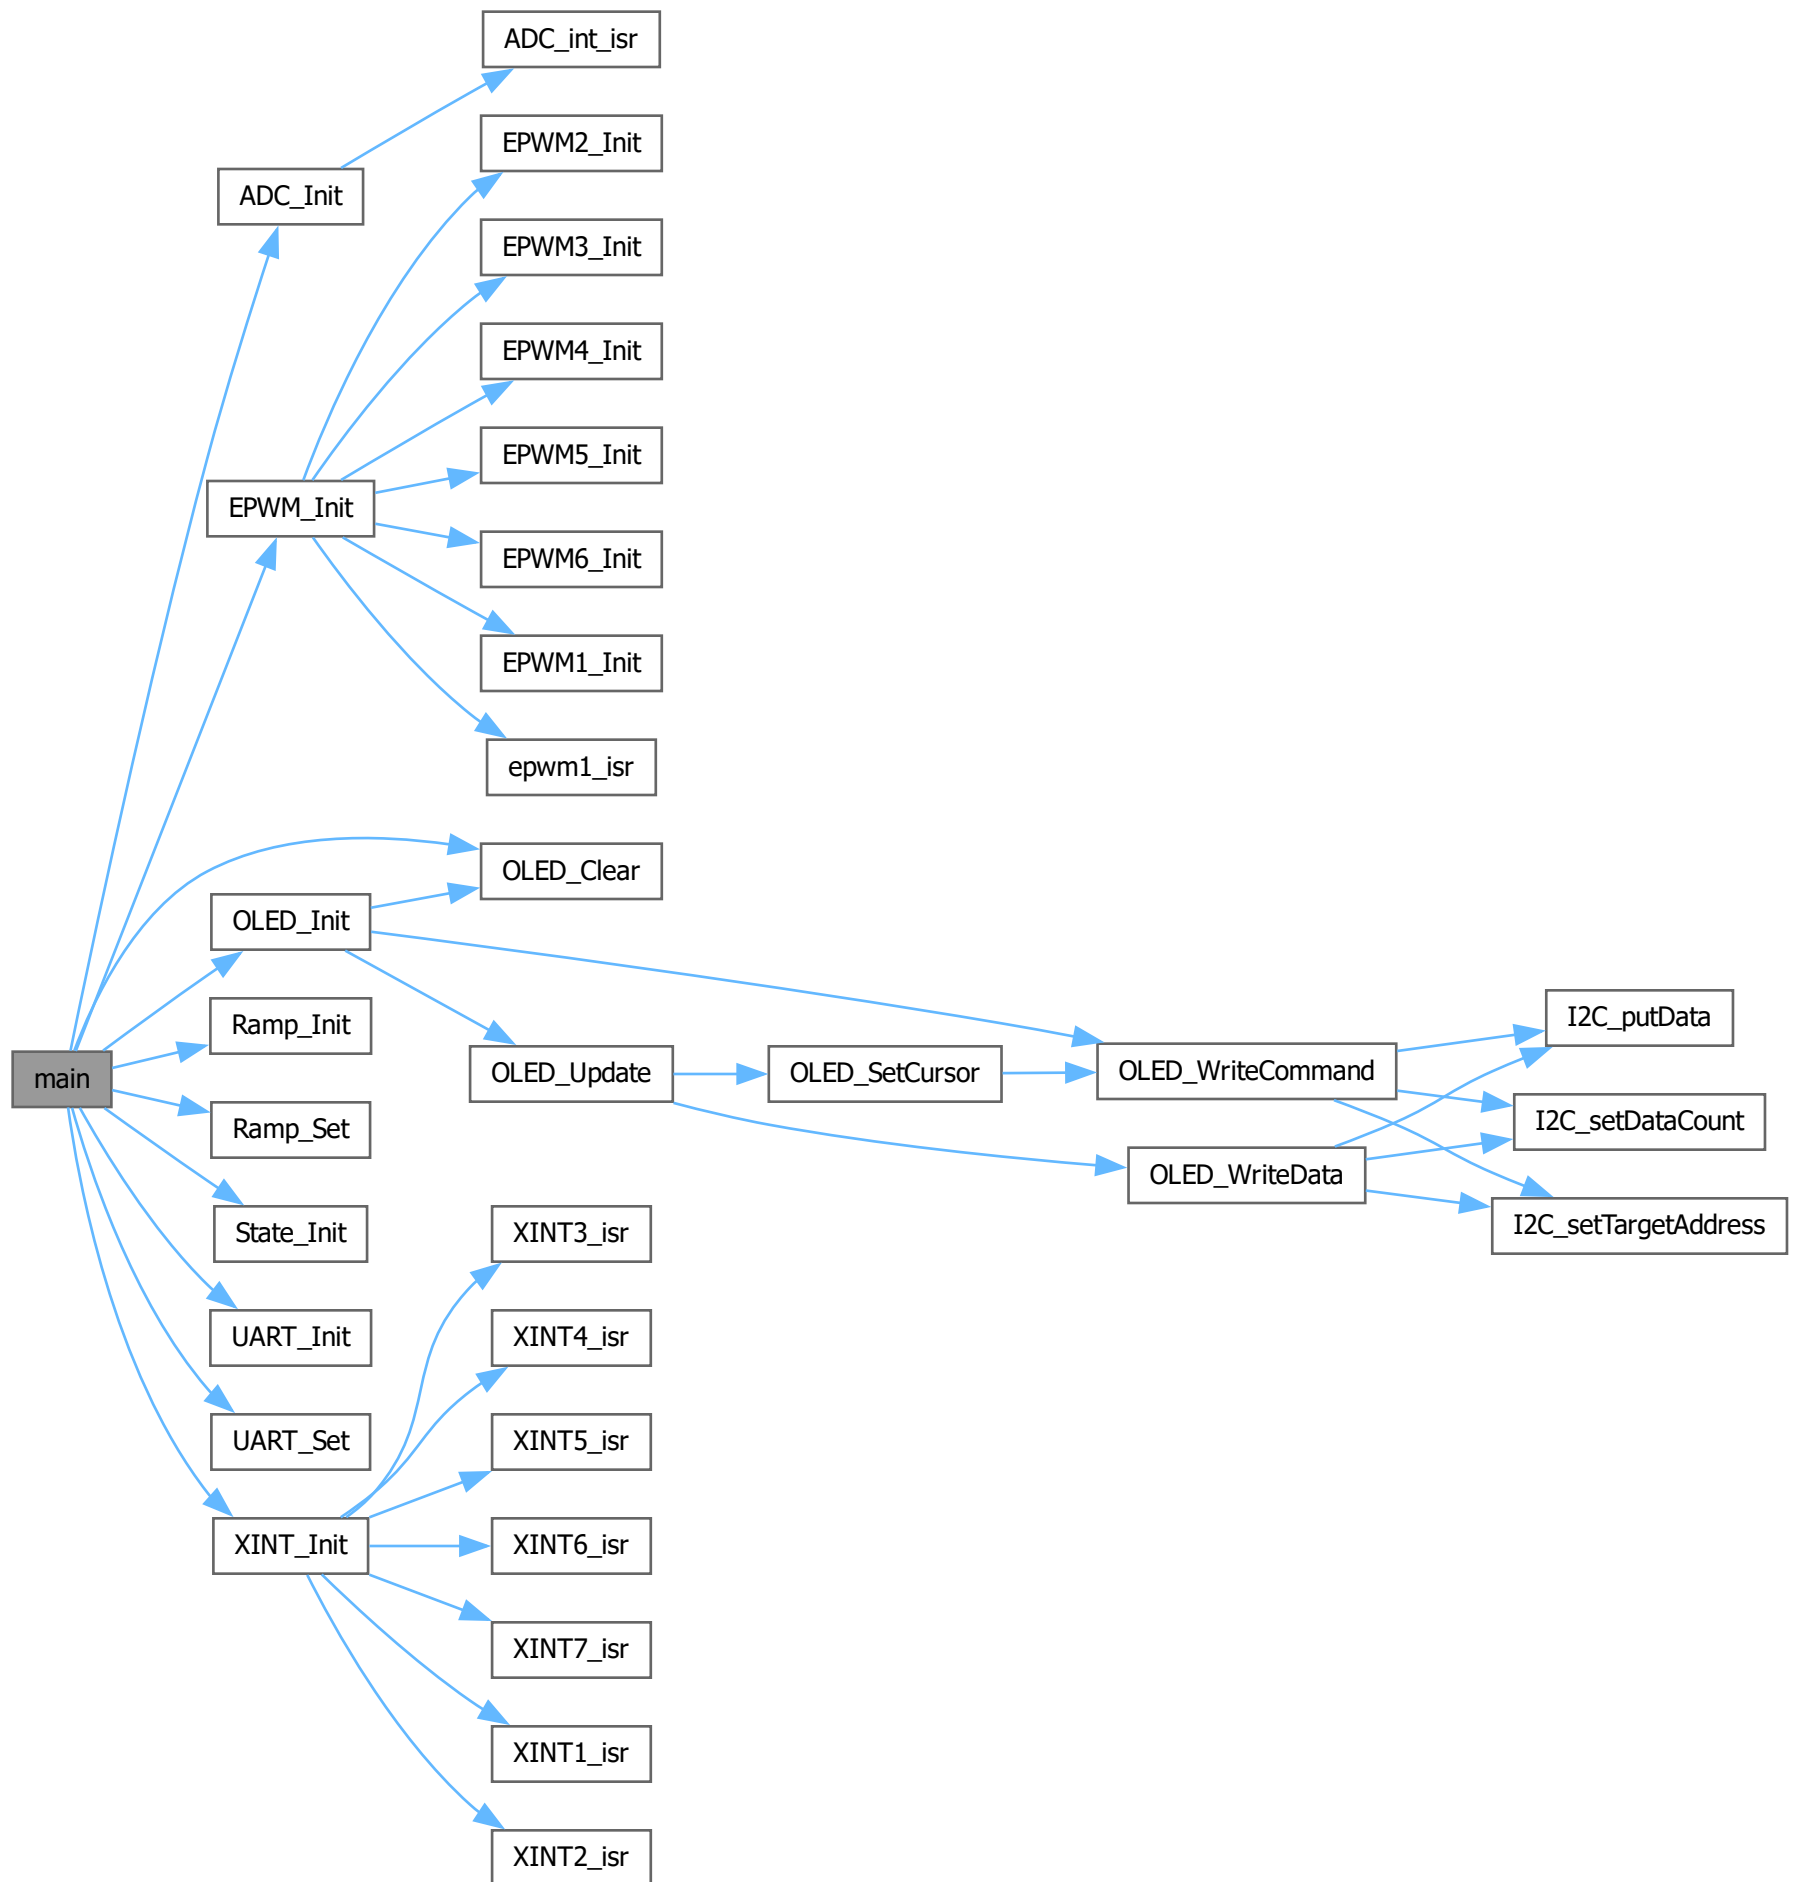 ADC_int_isr
EPWM2_Init
ADC_Init
EPWM3_Init
EPWM4_Init
EPWM5_Init
EPWM_Init
EPWM6_Init
EPWM1_Init
epwm1_isr
OLED_Clear
OLED_Init
Ramp_Init
I2C_putData
main
OLED_Update
OLED_SetCursor
OLED_WriteCommand
I2C_setDataCount
Ramp_Set
OLED_WriteData
State_Init
XINT3_isr
I2C_setTargetAddress
UART_Init
XINT4_isr
UART_Set
XINT5_isr
XINT_Init
XINT6_isr
XINT7_isr
XINT1_isr
XINT2_isr